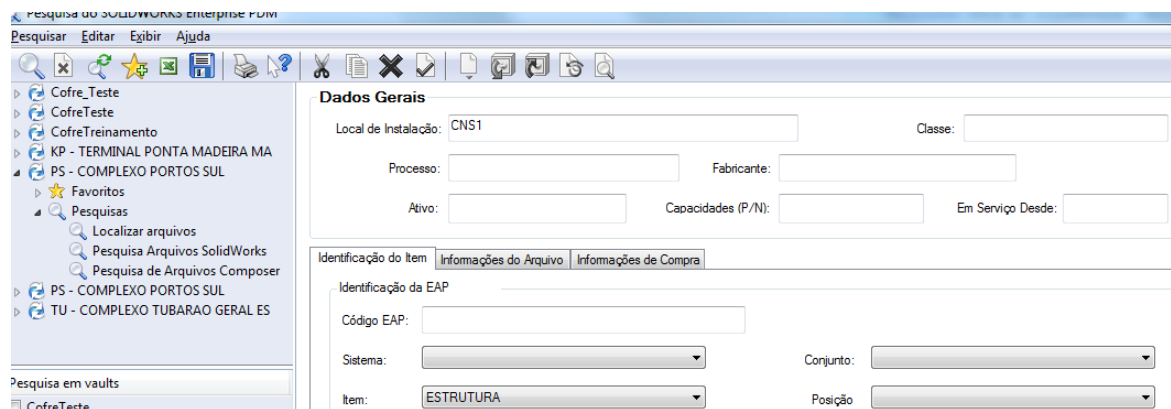 Pesquisa do SOLIDWORKS Enterprise PDM
Pesquisar Editar Exibir Ajuda
Cofre_Teste
CofreTeste
CofreTreinamento
KP - TERMINAL PONTA MADEIRA MA
PS - COMPLEXO PORTOS SUL
Favoritos
Pesquisas
Localizar arquivos
Pesquisa Arquivos SolidWorks
Pesquisa de Arquivos Composer
PS - COMPLEXO PORTOS SUL
TU - COMPLEXO TUBARAO GERAL ES
Pesquisa em vaults
CofreTeste
Dados Gerais
Local de Instalação: CNS1 Classe:
Processo: Fabricante:
Ativo: Capacidades (P/N): Em Serviço Desde:
Identificação do Item Informações do Arquivo Informações de Compra
Identificação da EAP
Código EAP:
Sistema: Conjunto:
Item: ESTRUTURA Posição